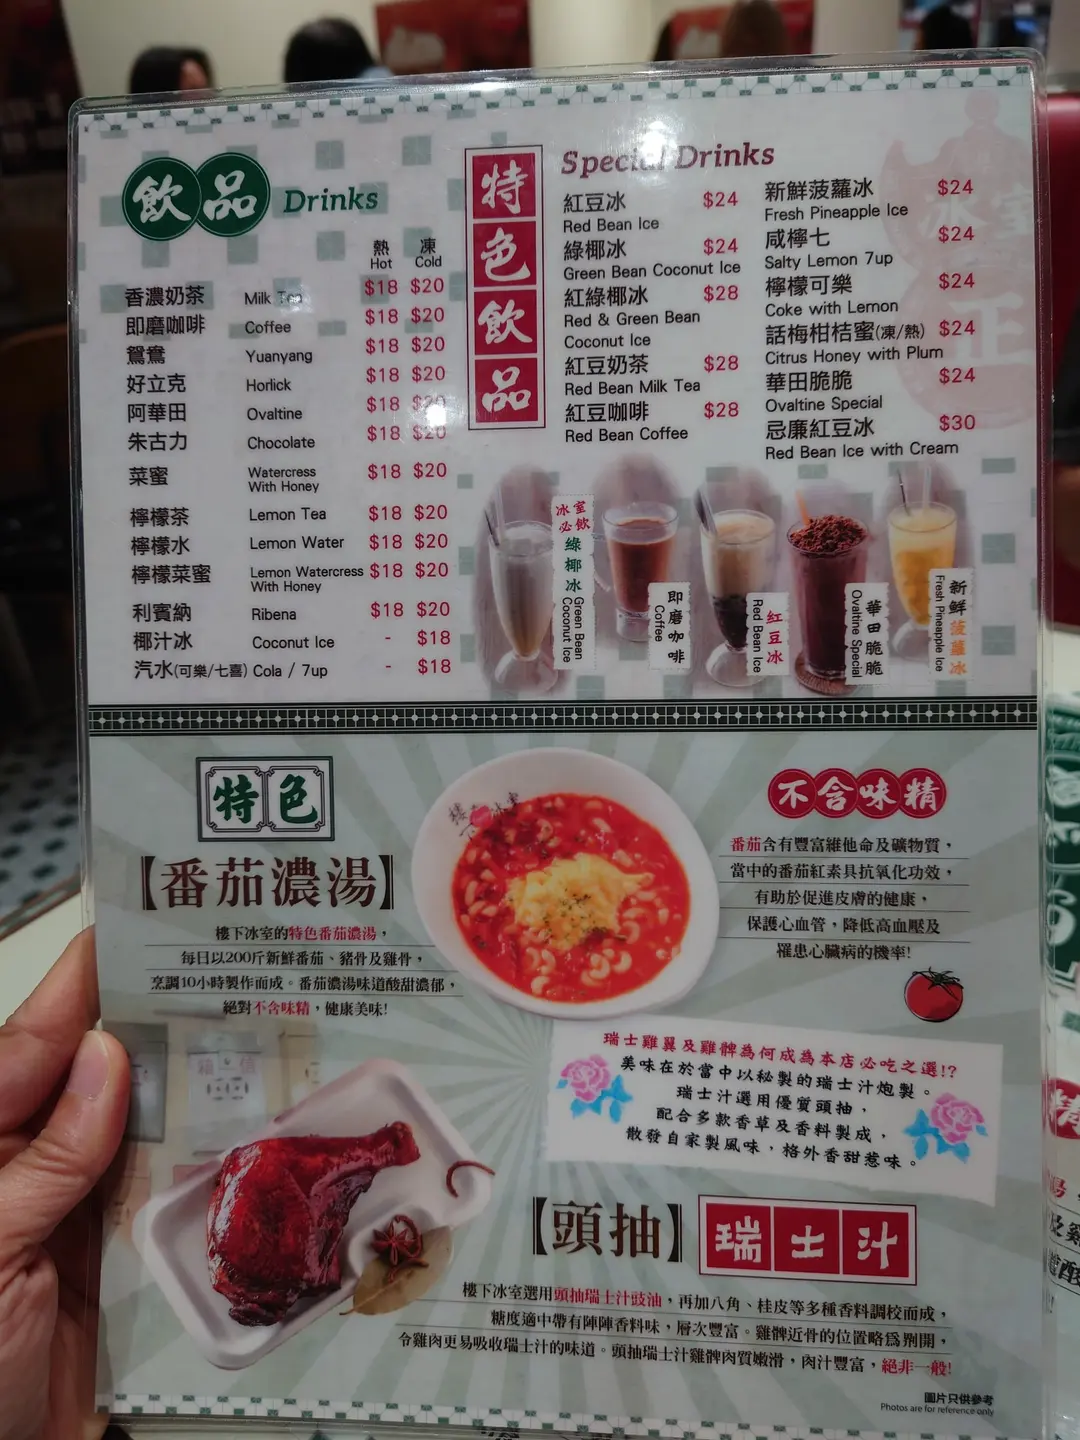 飲品 Drinks
熱 凍
Hot Cold
香濃奶茶 Milk Tea $18 $20
即磨咖啡 Coffee $18 $20
鴛鴦 Yuanyang $18 $20
好立克 Horlick $18 $20
阿華田 Ovaltine $18 $20
朱古力 Chocolate $18 $20
菜蜜 Watercress With Honey $18 $20
檸檬茶 Lemon Tea $18 $20
檸檬水 Lemon Water $18 $20
檸檬菜蜜 Lemon Watercress With Honey $18 $20
利賓納 Ribena $18 $20
椰汁冰 Coconut Ice - $18
汽水(可樂/七喜) Cola / 7up - $18
特色飲品
Special Drinks
紅豆冰 $24
Red Bean Ice
綠椰冰 $24
Green Bean Coconut Ice
紅綠椰冰 $28
Red & Green Bean
Coconut Ice
紅豆奶茶 $28
Red Bean Milk Tea
紅豆咖啡 $28
Red Bean Coffee
新鮮菠蘿冰 $24
Fresh Pineapple Ice
咸檸七 $24
Salty Lemon 7up
檸檬可樂 $24
Coke with Lemon
話梅柑桔蜜(凍/熱) $24
Citrus Honey with Plum
華田脆脆 $24
Ovaltine Special
忌廉紅豆冰 $30
Red Bean Ice with Cream
冰室必飲
綠椰冰
Green Bean
Coconut Ice
即磨咖啡
Coffee
紅豆冰
Red Bean Ice
華田脆脆
Ovaltine Special
新鮮菠蘿冰
Fresh Pineapple Ice
特色
【番茄濃湯】
樓下冰室的特色番茄濃湯，
每日以200斤新鮮番茄、豬骨及雞骨，
烹調10小時製作而成。番茄濃湯味道酸甜濃郁，
絕對不含味精，健康美味!
樓下冰室
不含味精
番茄含有豐富維他命及礦物質，
當中的番茄紅素具抗氧化功效，
有助於促進皮膚的健康，
保護心血管，降低高血壓及
罹患心臟病的機率!
瑞士雞翼及雞髀為何成為本店必吃之選!?
美味在於當中以秘製的瑞士汁炮製。
瑞士汁選用優質頭抽，
配合多款香草及香料製成，
散發自家製風味，格外香甜惹味。
【頭抽】瑞士汁
樓下冰室選用頭抽瑞士汁豉油，再加八角、桂皮等多種香料調校而成，
糖度適中帶有陣陣香料味，層次豐富。雞髀近骨的位置略為別開，
令雞肉更易吸收瑞士汁的味道。頭抽瑞士汁雞髀肉質嫩滑，肉汁豐富，絕非一般!
圖片只供參考
Photos are for reference only